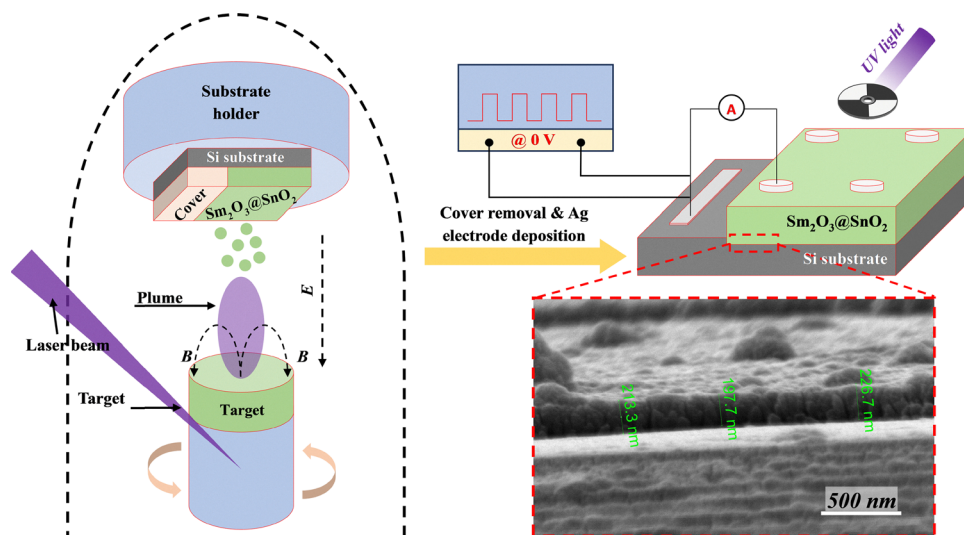 Substrate
holder
Si substrate
Cover
Sm₂O₃@SnO₂
E
Plume
B
B
Laser beam
Target
Target
@ 0 V
A
UV light
Cover removal & Ag
electrode deposition
Sm₂O₃@SnO₂
Si substrate
213.3 nm
197.7 nm
226.7 nm
500 nm